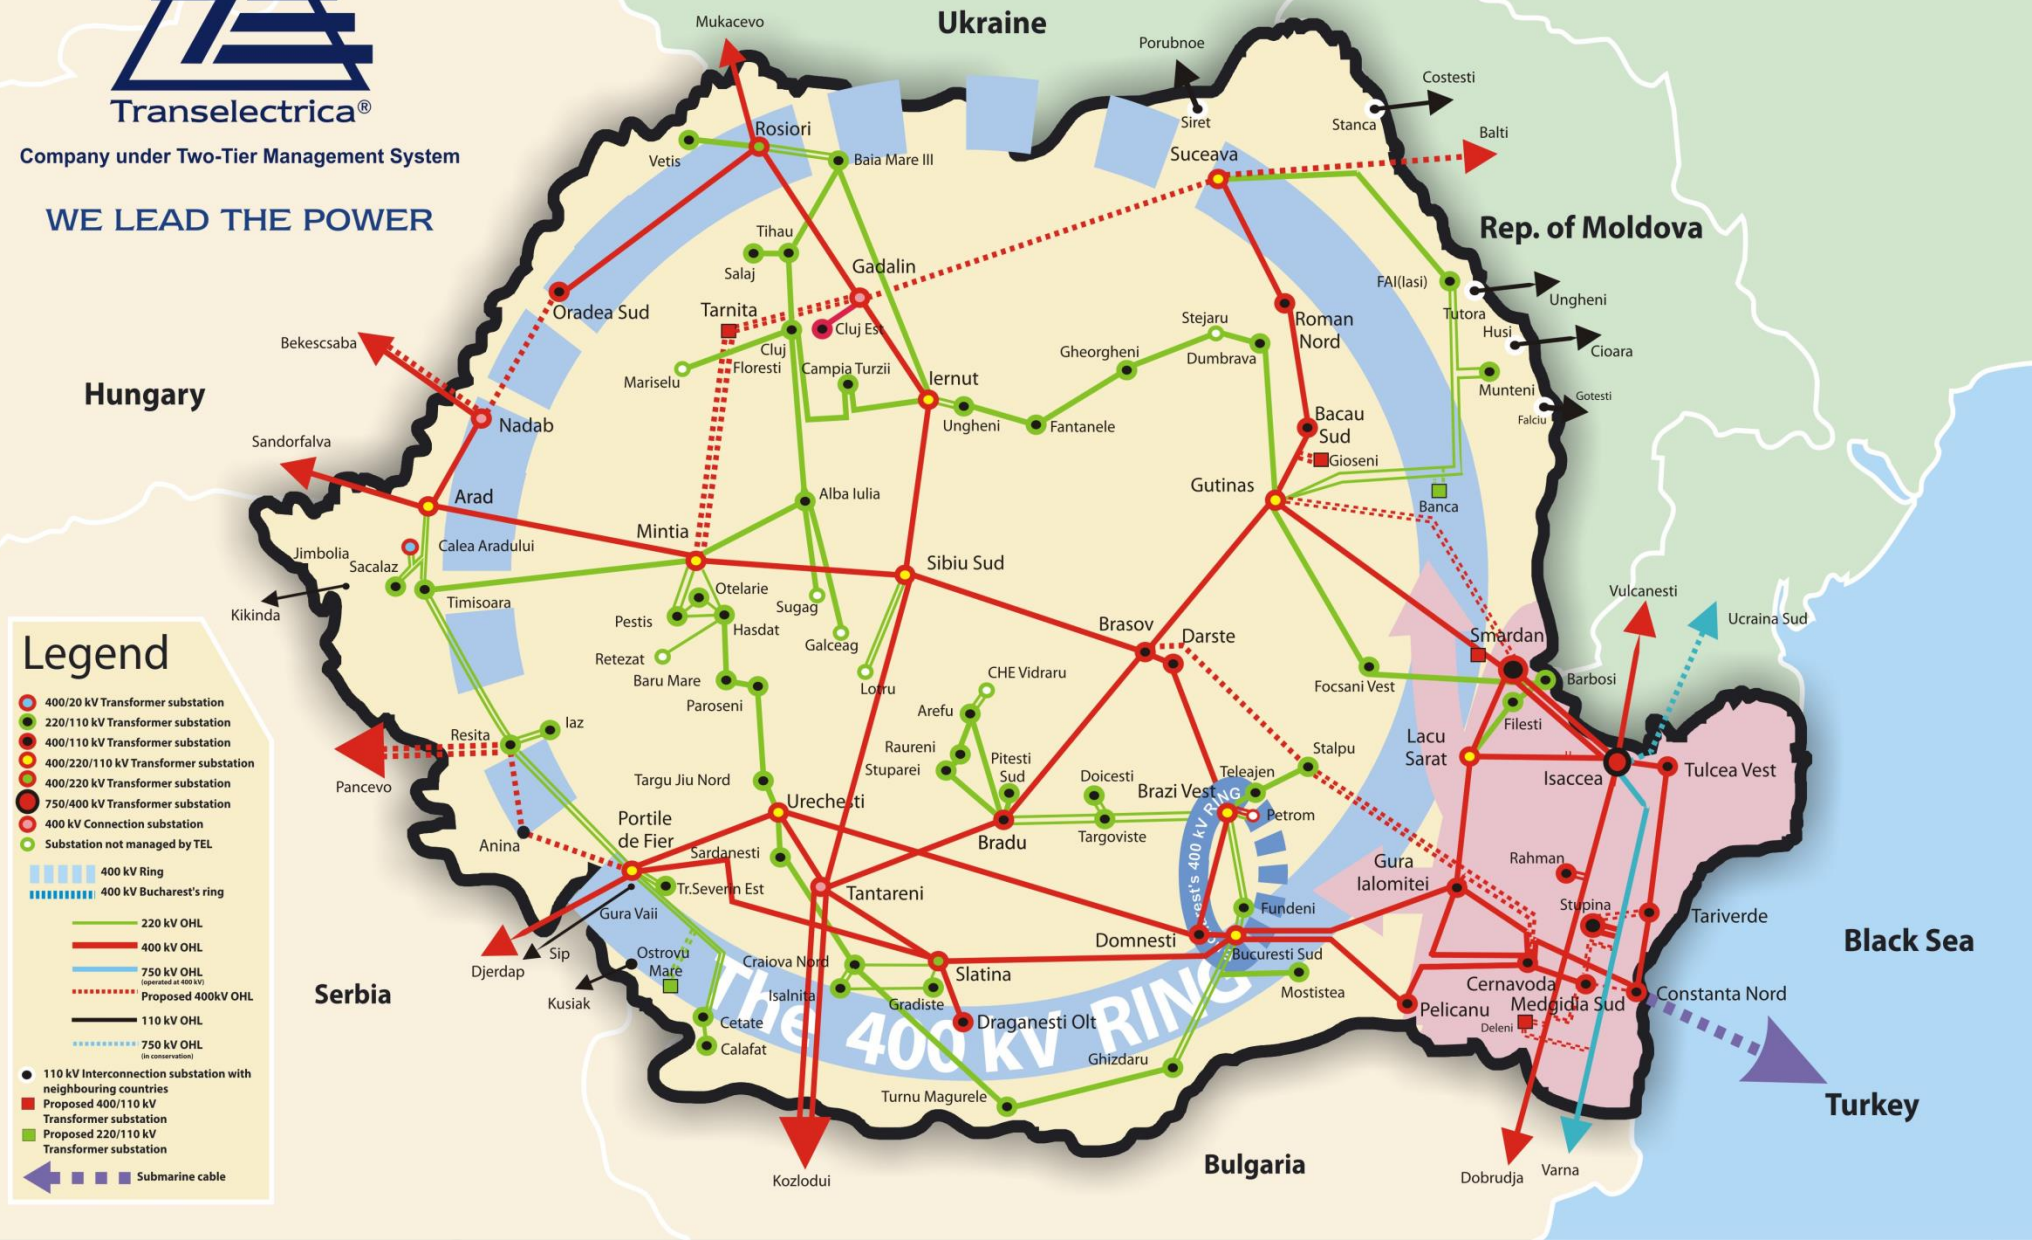 Transelectrica®
Company under Two-Tier Management System
WE LEAD THE POWER
Ukraine
Rep. of Moldova
Hungary
Serbia
Bulgaria
Black Sea
Turkey
Mukacevo
Porubnoe
Siret
Costesti
Stanca
Balti
Suceava
Rosiori
Vetis
Baia Mare III
Tihau
Salaj
Gadalin
Oradea Sud
Tarnita
Cluj Est
Cluj
Floresti
Mariselu
Campia Turzii
Iernut
Ungheni
Fantanele
Gheorgheni
Stejaru
Dumbrava
Roman
Nord
FAI(Iasi)
Tutora
Ungheni
Husi
Cioara
Munteni
Falciu
Gotesti
Bekescsaba
Nadab
Sandorfalva
Arad
Bacau
Sud
Gioseni
Gutinas
Banca
Alba Iulia
Mintia
Sibiu Sud
Calea Aradului
Jimbolia
Sacalaz
Kikinda
Timisoara
Otelarie
Pestis
Hasdat
Retezat
Sugag
Galceag
Lotru
Baru Mare
Paroseni
Brasov
Darste
Smardan
Vulcanesti
Ucraina Sud
Focsani Vest
Barbosi
Filesti
CHE Vidraru
Arefu
Raureni
Stuparei
Pitesti
Sud
Iaz
Resita
Pancevo
Targu Jiu Nord
Urechesti
Doicesti
Brazi Vest
Teleajen
Stalpu
Petrom
Targoviste
Bradu
Lacu
Sarat
Isaccea
Tulcea Vest
Anina
Portile
de Fier
Sardanesti
Tr.Severin Est
Tantareni
Gura
Ialomitei
Rahman
Stupina
Tariverde
Gura Vaii
Fundeni
Domnesti
Bucuresti Sud
Djerdap
Sip
Ostrovu
Mare
Kusiak
Craiova Nord
Isalnita
Slatina
Gradiste
Mostistea
Cernavoda
Medgidia Sud
Constanta Nord
Pelicanu
Deleni
Cetate
Calafat
Draganesti Olt
Ghizdaru
Turnu Magurele
The 400 kV RING
rest's 400 kV RING
Kozlodui
Dobrudja
Varna
Legend
400/20 kV Transformer substation
220/110 kV Transformer substation
400/110 kV Transformer substation
400/220/110 kV Transformer substation
400/220 kV Transformer substation
750/400 kV Transformer substation
400 kV Connection substation
Substation not managed by TEL
400 kV Ring
400 kV Bucharest's ring
220 kV OHL
400 kV OHL
750 kV OHL
(operated at 400 kV)
Proposed 400kV OHL
110 kV OHL
750 kV OHL
(in conservation)
110 kV Interconnection substation with
neighbouring countries
Proposed 400/110 kV
Transformer substation
Proposed 220/110 kV
Transformer substation
Submarine cable